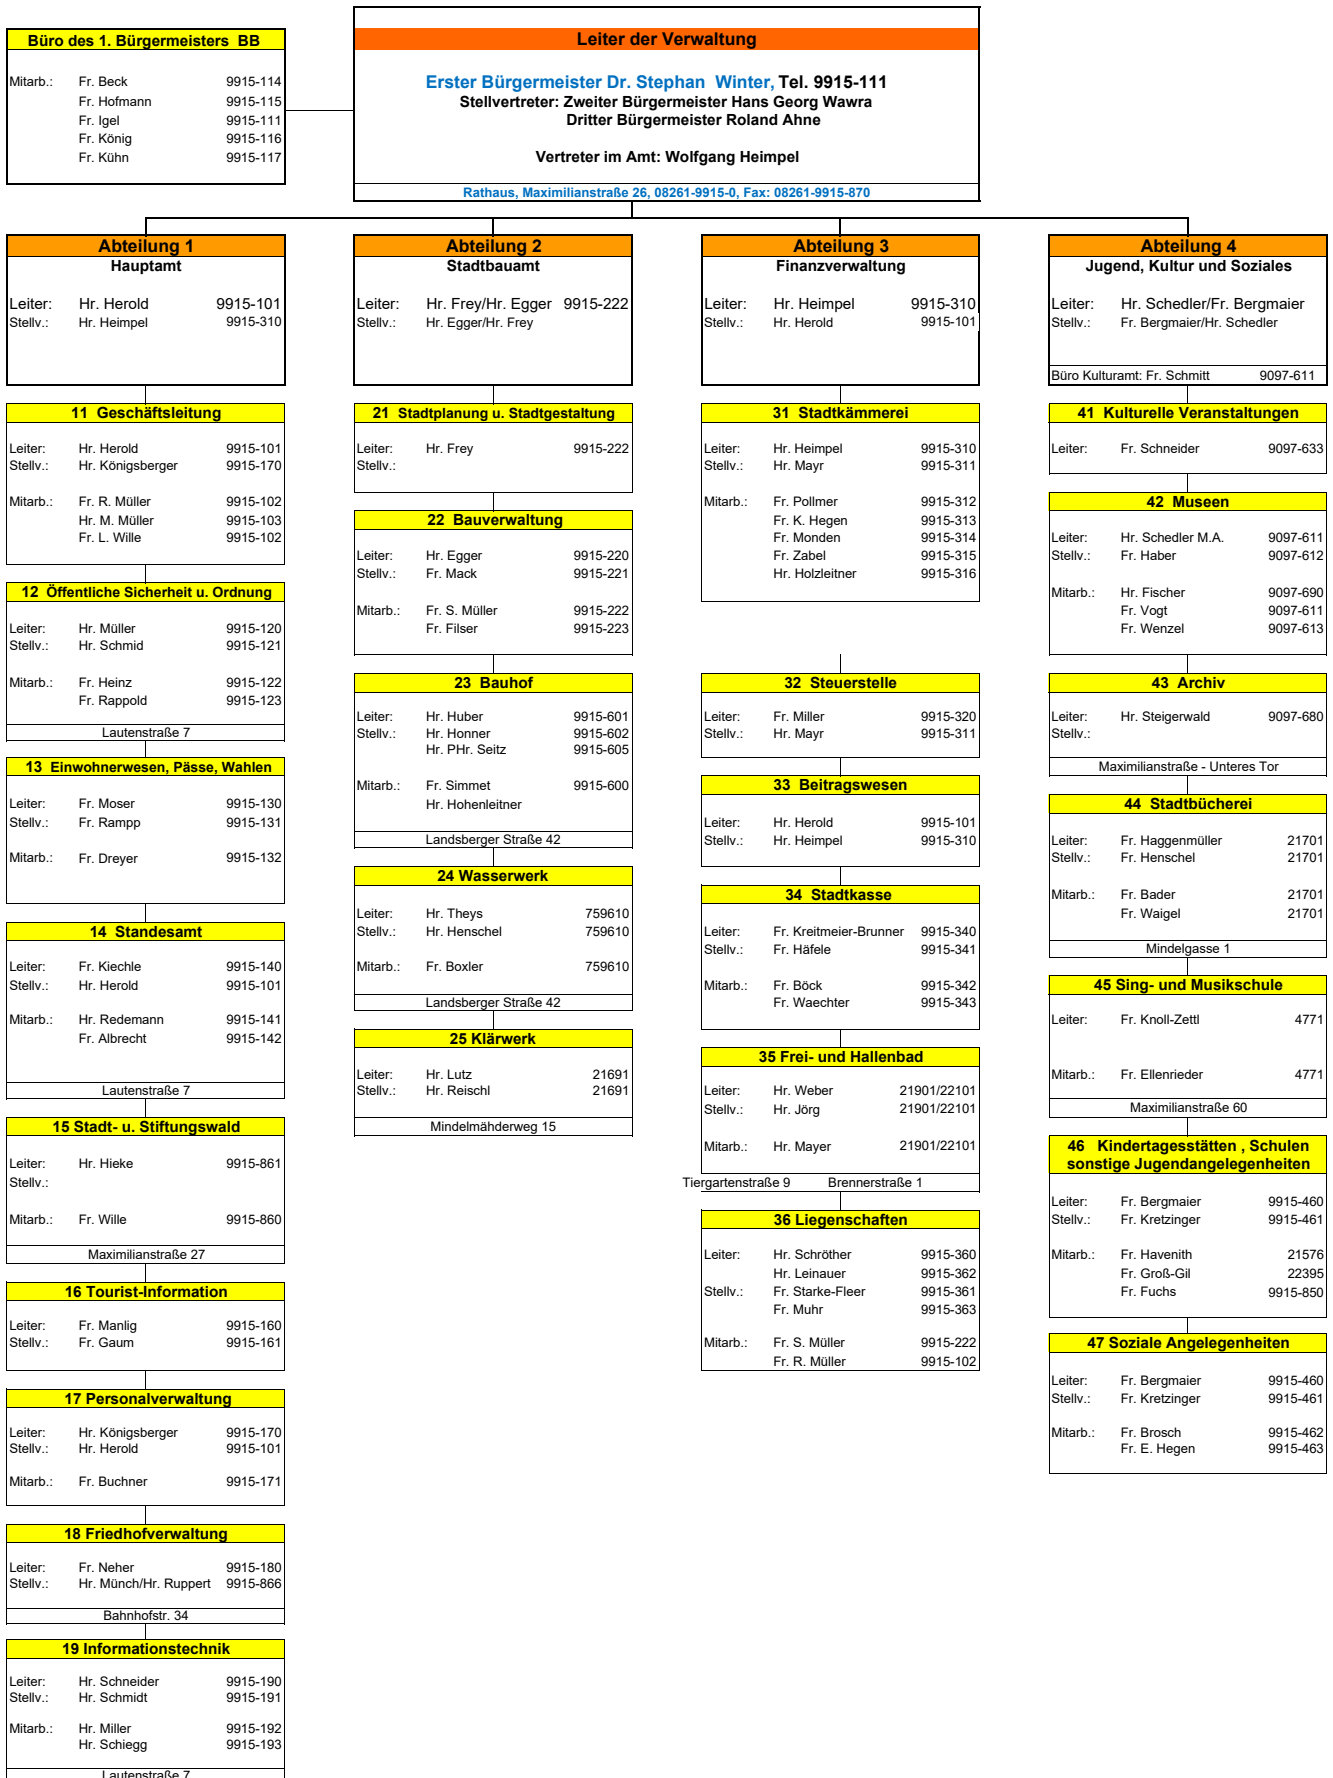 Büro des 1. Bürgermeisters BB
Mitarb.: Fr. Beck 9915-114
Fr. Hofmann 9915-115
Fr. Igel 9915-111
Fr. König 9915-116
Fr. Kühn 9915-117
Leiter der Verwaltung
Erster Bürgermeister Dr. Stephan Winter, Tel. 9915-111
Stellvertreter: Zweiter Bürgermeister Hans Georg Wawra
Dritter Bürgermeister Roland Ahne
Vertreter im Amt: Wolfgang Heimpel
Rathaus, Maximilianstraße 26, 08261-9915-0, Fax: 08261-9915-870
Abteilung 1
Hauptamt
Leiter: Hr. Herold 9915-101
Stellv.: Hr. Heimpel 9915-310
11 Geschäftsleitung
Leiter: Hr. Herold 9915-101
Stellv.: Hr. Königsberger 9915-170
Mitarb.: Fr. R. Müller 9915-102
Hr. M. Müller 9915-103
Fr. L. Wille 9915-102
12 Öffentliche Sicherheit u. Ordnung
Leiter: Hr. Müller 9915-120
Stellv.: Hr. Schmid 9915-121
Mitarb.: Fr. Heinz 9915-122
Fr. Rappold 9915-123
Lautenstraße 7
13 Einwohnerwesen, Pässe, Wahlen
Leiter: Fr. Moser 9915-130
Stellv.: Fr. Rampp 9915-131
Mitarb.: Fr. Dreyer 9915-132
14 Standesamt
Leiter: Fr. Kiechle 9915-140
Stellv.: Hr. Herold 9915-101
Mitarb.: Hr. Redemann 9915-141
Fr. Albrecht 9915-142
Lautenstraße 7
15 Stadt- u. Stiftungswald
Leiter: Hr. Hieke 9915-861
Stellv.:
Mitarb.: Fr. Wille 9915-860
Maximilianstraße 27
16 Tourist-Information
Leiter: Fr. Manlig 9915-160
Stellv.: Fr. Gaum 9915-161
17 Personalverwaltung
Leiter: Hr. Königsberger 9915-170
Stellv.: Hr. Herold 9915-101
Mitarb.: Fr. Buchner 9915-171
18 Friedhofverwaltung
Leiter: Fr. Neher 9915-180
Stellv.: Hr. Münch/Hr. Ruppert 9915-866
Bahnhofstr. 34
19 Informationstechnik
Leiter: Hr. Schneider 9915-190
Stellv.: Hr. Schmidt 9915-191
Mitarb.: Hr. Miller 9915-192
Hr. Schiegg 9915-193
Lautenstraße 7
Abteilung 2
Stadtbauamt
Leiter: Hr. Frey/Hr. Egger 9915-222
Stellv.: Hr. Egger/Hr. Frey
21 Stadtplanung u. Stadtgestaltung
Leiter: Hr. Frey 9915-222
Stellv.:
22 Bauverwaltung
Leiter: Hr. Egger 9915-220
Stellv.: Fr. Mack 9915-221
Mitarb.: Fr. S. Müller 9915-222
Fr. Filser 9915-223
23 Bauhof
Leiter: Hr. Huber 9915-601
Stellv.: Hr. Honner 9915-602
Hr. PHr. Seitz 9915-605
Mitarb.: Fr. Simmet 9915-600
Hr. Hohenleitner
Landsberger Straße 42
24 Wasserwerk
Leiter: Hr. Theys 759610
Stellv.: Hr. Henschel 759610
Mitarb.: Fr. Boxler 759610
Landsberger Straße 42
25 Klärwerk
Leiter: Hr. Lutz 21691
Stellv.: Hr. Reischl 21691
Mindelmähderweg 15
Abteilung 3
Finanzverwaltung
Leiter: Hr. Heimpel 9915-310
Stellv.: Hr. Herold 9915-101
31 Stadtkämmerei
Leiter: Hr. Heimpel 9915-310
Stellv.: Hr. Mayr 9915-311
Mitarb.: Fr. Pollmer 9915-312
Fr. K. Hegen 9915-313
Fr. Monden 9915-314
Fr. Zabel 9915-315
Hr. Holzleitner 9915-316
32 Steuerstelle
Leiter: Fr. Miller 9915-320
Stellv.: Hr. Mayr 9915-311
33 Beitragswesen
Leiter: Hr. Herold 9915-101
Stellv.: Hr. Heimpel 9915-310
34 Stadtkasse
Leiter: Fr. Kreitmeier-Brunner 9915-340
Stellv.: Fr. Häfele 9915-341
Mitarb.: Fr. Böck 9915-342
Fr. Waechter 9915-343
35 Frei- und Hallenbad
Leiter: Hr. Weber 21901/22101
Stellv.: Hr. Jörg 21901/22101
Mitarb.: Hr. Mayer 21901/22101
Tiergartenstraße 9 Brennerstraße 1
36 Liegenschaften
Leiter: Hr. Schröther 9915-360
Hr. Leinauer 9915-362
Stellv.: Fr. Starke-Fleer 9915-361
Fr. Muhr 9915-363
Mitarb.: Fr. S. Müller 9915-222
Fr. R. Müller 9915-102
Abteilung 4
Jugend, Kultur und Soziales
Leiter: Hr. Schedler/Fr. Bergmaier
Stellv.: Fr. Bergmaier/Hr. Schedler
Büro Kulturamt: Fr. Schmitt 9097-611
41 Kulturelle Veranstaltungen
Leiter: Fr. Schneider 9097-633
42 Museen
Leiter: Hr. Schedler M.A. 9097-611
Stellv.: Fr. Haber 9097-612
Mitarb.: Hr. Fischer 9097-690
Fr. Vogt 9097-611
Fr. Wenzel 9097-613
43 Archiv
Leiter: Hr. Steigerwald 9097-680
Stellv.:
Maximilianstraße - Unteres Tor
44 Stadtbücherei
Leiter: Fr. Haggenmüller 21701
Stellv.: Fr. Henschel 21701
Mitarb.: Fr. Bader 21701
Fr. Waigel 21701
Mindelgasse 1
45 Sing- und Musikschule
Leiter: Fr. Knoll-Zettl 4771
Mitarb.: Fr. Ellenrieder 4771
Maximilianstraße 60
46 Kindertagesstätten , Schulen
sonstige Jugendangelegenheiten
Leiter: Fr. Bergmaier 9915-460
Stellv.: Fr. Kretzinger 9915-461
Mitarb.: Fr. Havenith 21576
Fr. Groß-Gil 22395
Fr. Fuchs 9915-850
47 Soziale Angelegenheiten
Leiter: Fr. Bergmaier 9915-460
Stellv.: Fr. Kretzinger 9915-461
Mitarb.: Fr. Brosch 9915-462
Fr. E. Hegen 9915-463